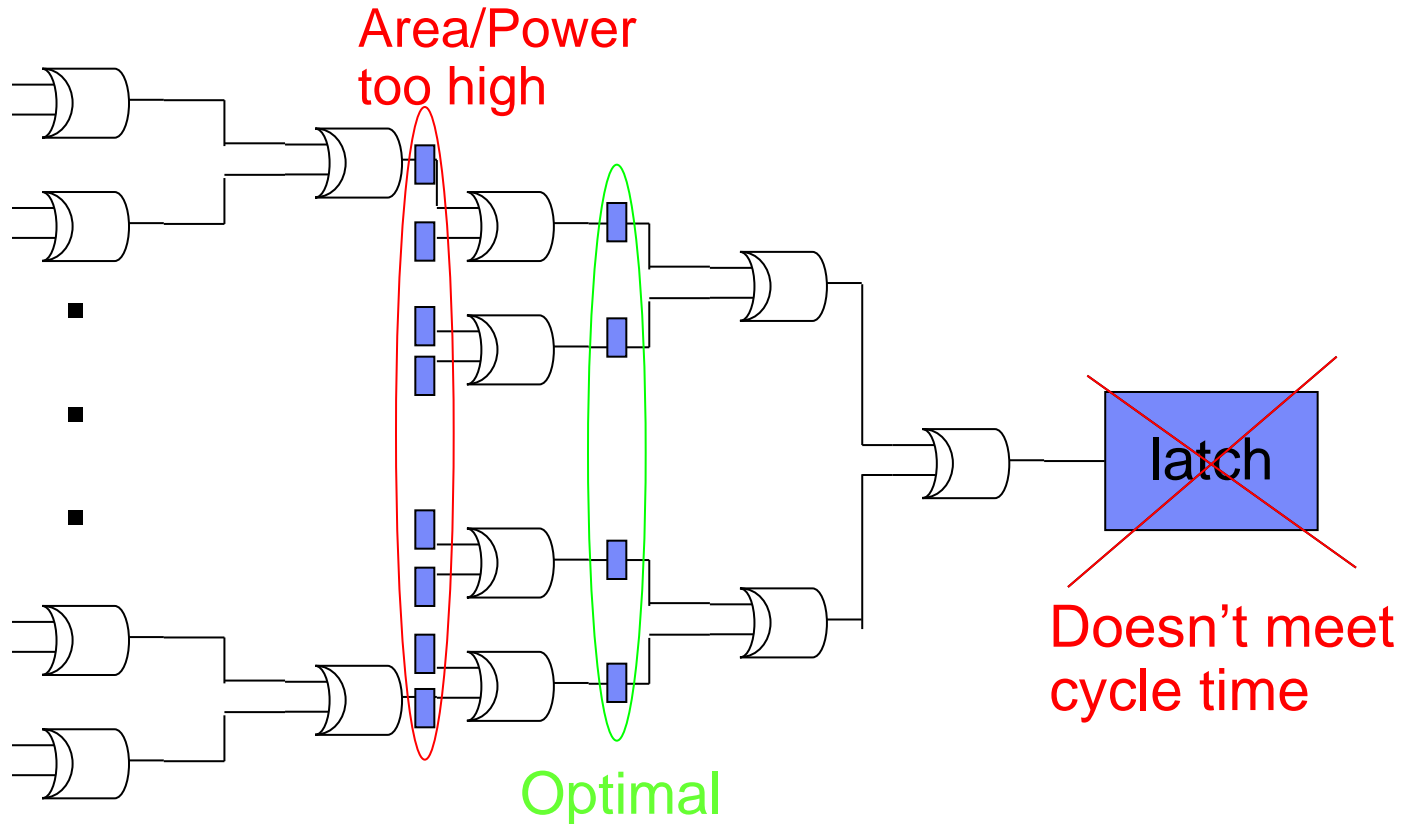 Area/Power
too high
latch
Doesn’t meet
cycle time
Optimal